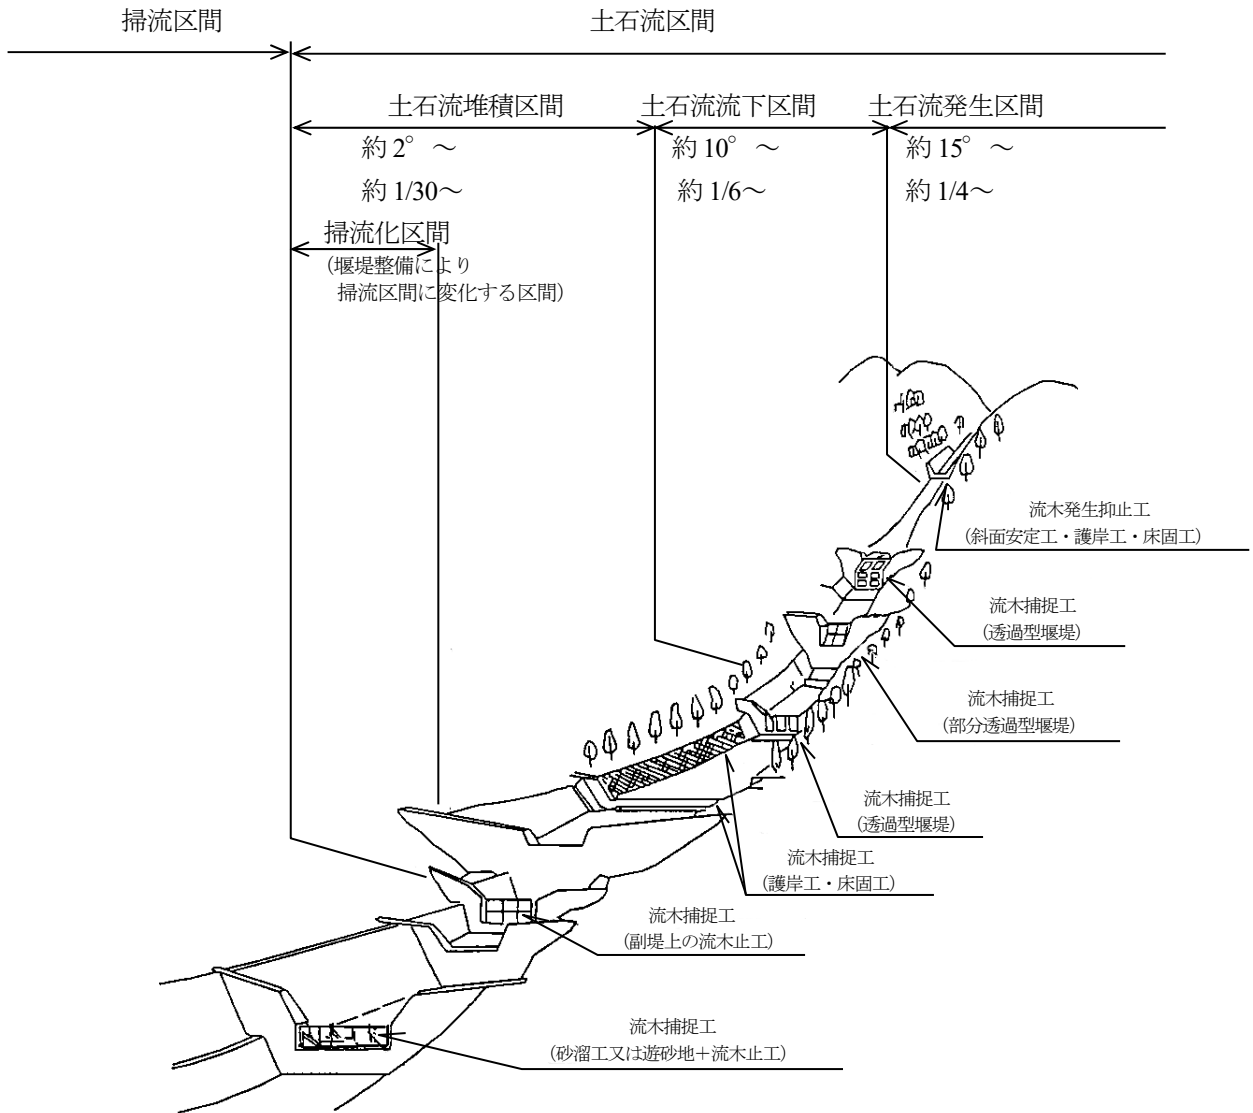 掃流区間
土石流区間
土石流堆積区間
土石流流下区間
土石流発生区間
約 2° ～
約 10° ～
約 15° ～
約 1/30～
約 1/6～
約 1/4～
掃流化区間
(堰堤整備により
掃流区間に変化する区間)
流木発生抑止工
(斜面安定工・護岸工・床固工)
流木捕捉工
(透過型堰堤)
流木捕捉工
(部分透過型堰堤)
流木捕捉工
(透過型堰堤)
流木捕捉工
(護岸工・床固工)
流木捕捉工
(副堤上の流木止工)
流木捕捉工
(砂溜工又は遊砂地＋流木止工)